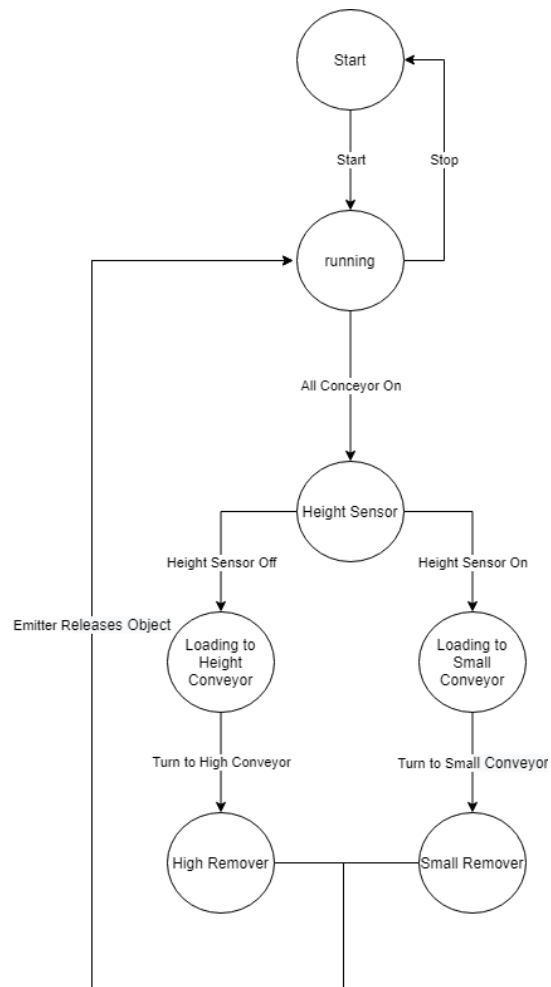 Start
Start
Stop
running
All Conceyor On
Height Sensor
Height Sensor Off
Height Sensor On
Emitter Releases Object
Loading to
Height
Conveyor
Loading to
Small
Conveyor
Turn to High Conveyor
Turn to Small Conveyor
High Remover
Small Remover